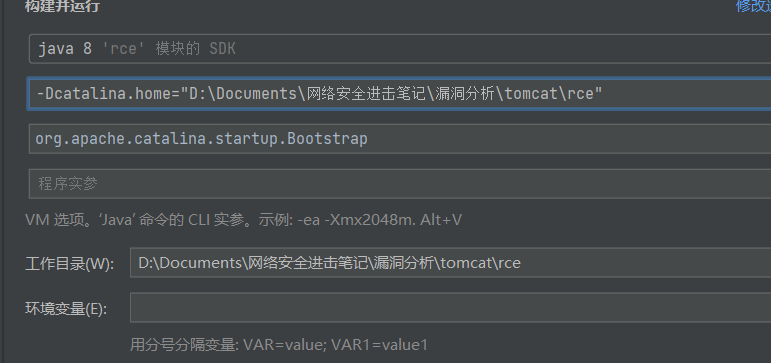 构建并运行
java 8 'rce' 模块的 SDK
-Dcatalina.home="D:\Documents\网络安全进击笔记\漏洞分析\tomcat\rce"
org.apache.catalina.startup.Bootstrap
程序实参
VM 选项。‘Java’ 命令的 CLI 实参。示例: -ea -Xmx2048m. Alt+V
工作目录(W): D:\Documents\网络安全进击笔记\漏洞分析\tomcat\rce
环境变量(E):
用分号分隔变量: VAR=value; VAR1=value1